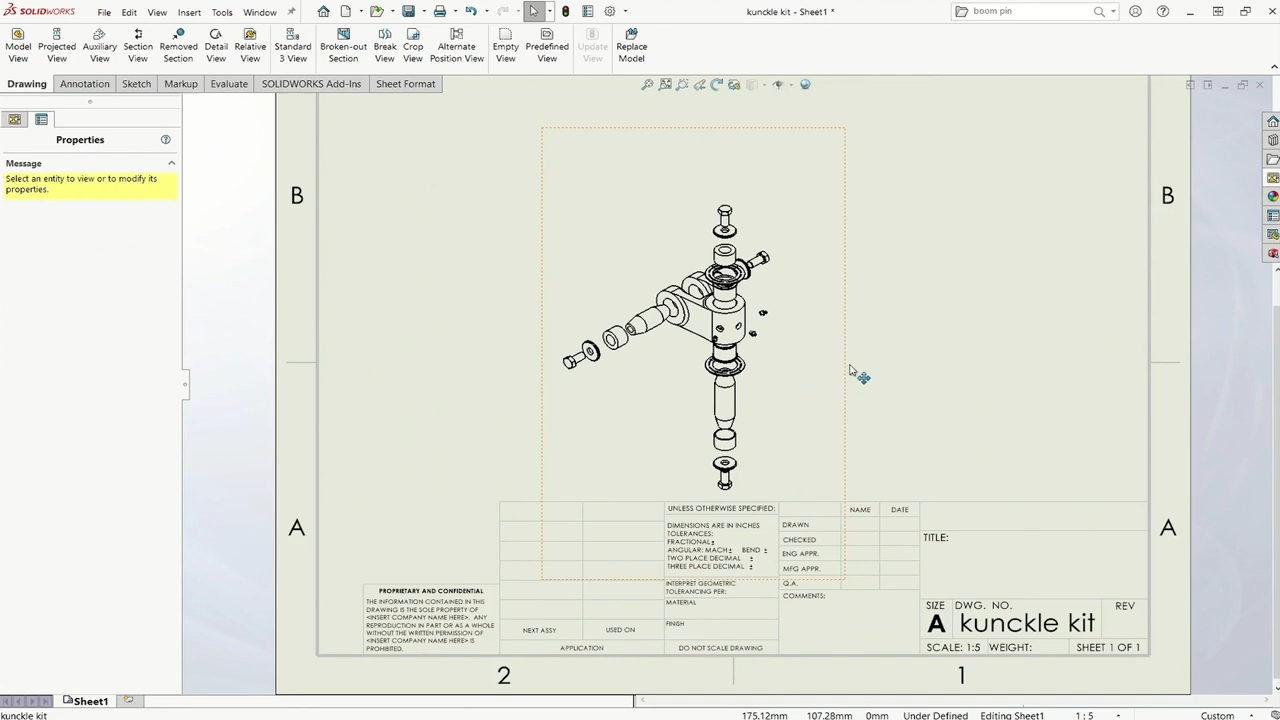 SOLIDWORKS
File Edit View Insert Tools Window
kunckle kit - Sheet1 *
boom pin
Model View
Projected View
Auxiliary View
Section View
Removed Section
Detail View
Relative View
Standard 3 View
Broken-out Section
Break View
Crop View
Alternate Position View
Empty View
Predefined View
Update View
Replace Model
Drawing Annotation Sketch Markup Evaluate SOLIDWORKS Add-Ins Sheet Format
Properties
Message
Select an entity to view or to modify its
properties.
B
B
A
A
UNLESS OTHERWISE SPECIFIED:
DIMENSIONS ARE IN INCHES
TOLERANCES:
FRACTIONAL ±
ANGULAR: MACH ± BEND ±
TWO PLACE DECIMAL ±
THREE PLACE DECIMAL ±
INTERPRET GEOMETRIC
TOLERANCING PER:
MATERIAL
FINISH
DO NOT SCALE DRAWING
NAME DATE
DRAWN
CHECKED
ENG APPR.
MFG APPR.
Q.A.
COMMENTS:
TITLE:
SIZE DWG. NO. REV
A kunckle kit
SCALE: 1:5 WEIGHT: SHEET 1 OF 1
PROPRIETARY AND CONFIDENTIAL
THE INFORMATION CONTAINED IN THIS
DRAWING IS THE SOLE PROPERTY OF
<INSERT COMPANY NAME HERE>. ANY
REPRODUCTION IN PART OR AS A WHOLE
WITHOUT THE WRITTEN PERMISSION OF
<INSERT COMPANY NAME HERE> IS
PROHIBITED.
NEXT ASSY USED ON
APPLICATION
2
1
Sheet1
kunckle kit
175.12mm 107.28mm 0mm Under Defined Editing Sheet1 1 : 5 Custom